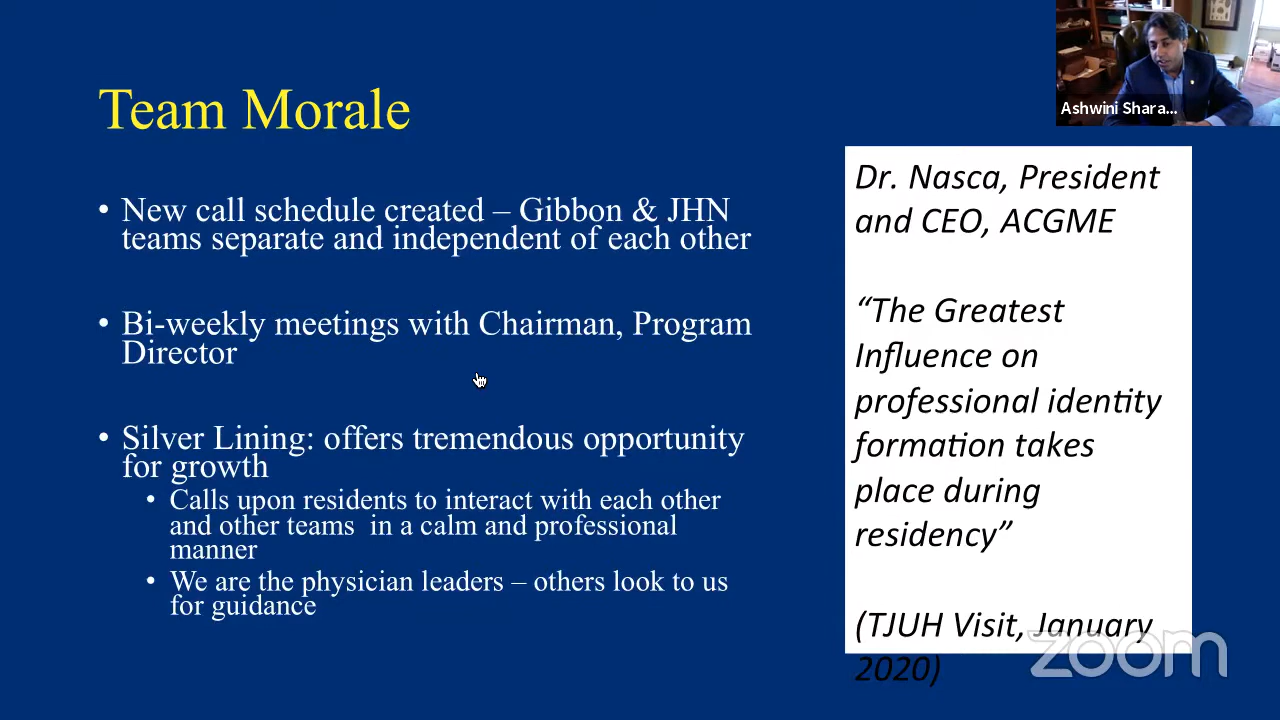 Team Morale
• New call schedule created – Gibbon & JHN
teams separate and independent of each other
• Bi-weekly meetings with Chairman, Program
Director
• Silver Lining: offers tremendous opportunity
for growth
• Calls upon residents to interact with each other
and other teams in a calm and professional
manner
• We are the physician leaders – others look to us
for guidance
Dr. Nasca, President
and CEO, ACGME
“The Greatest
Influence on
professional identity
formation takes
place during
residency”
(TJUH Visit, January
2020)
Ashwini Shara...
zoom